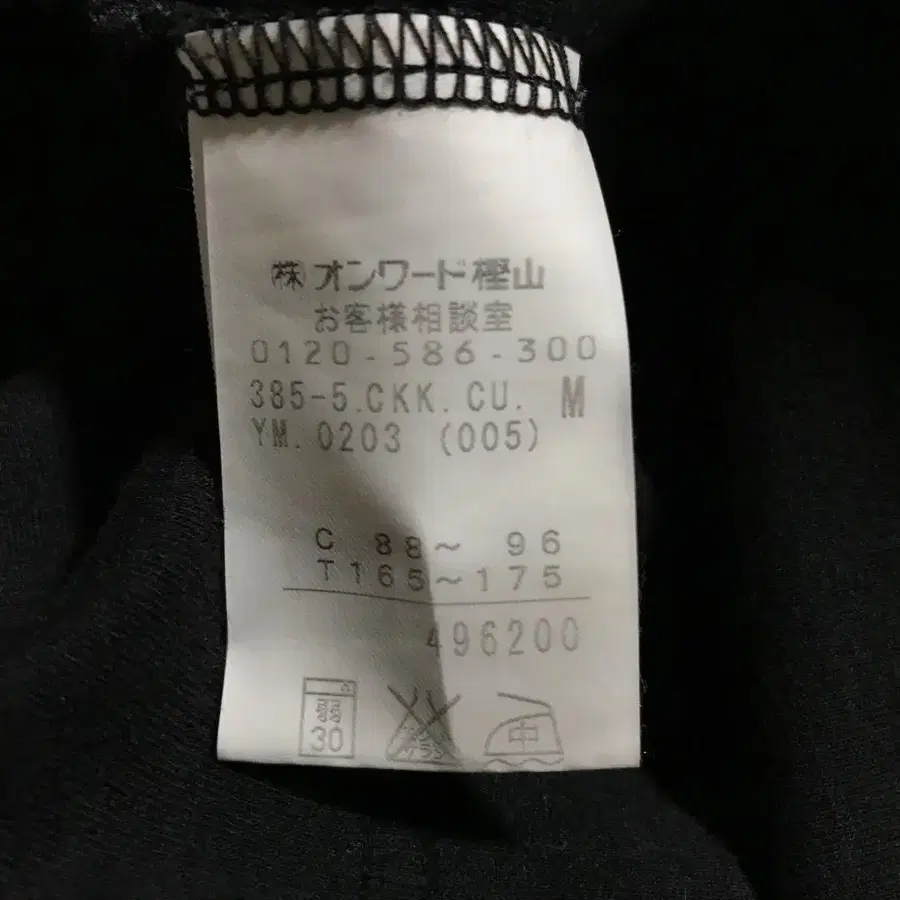 ㈱オンワード樫山
お客様相談室
0120-586-300
385-5.CKK.CU. M
YM.0203 (005)
C 88~ 96
T165~175
496200
弱 30 中